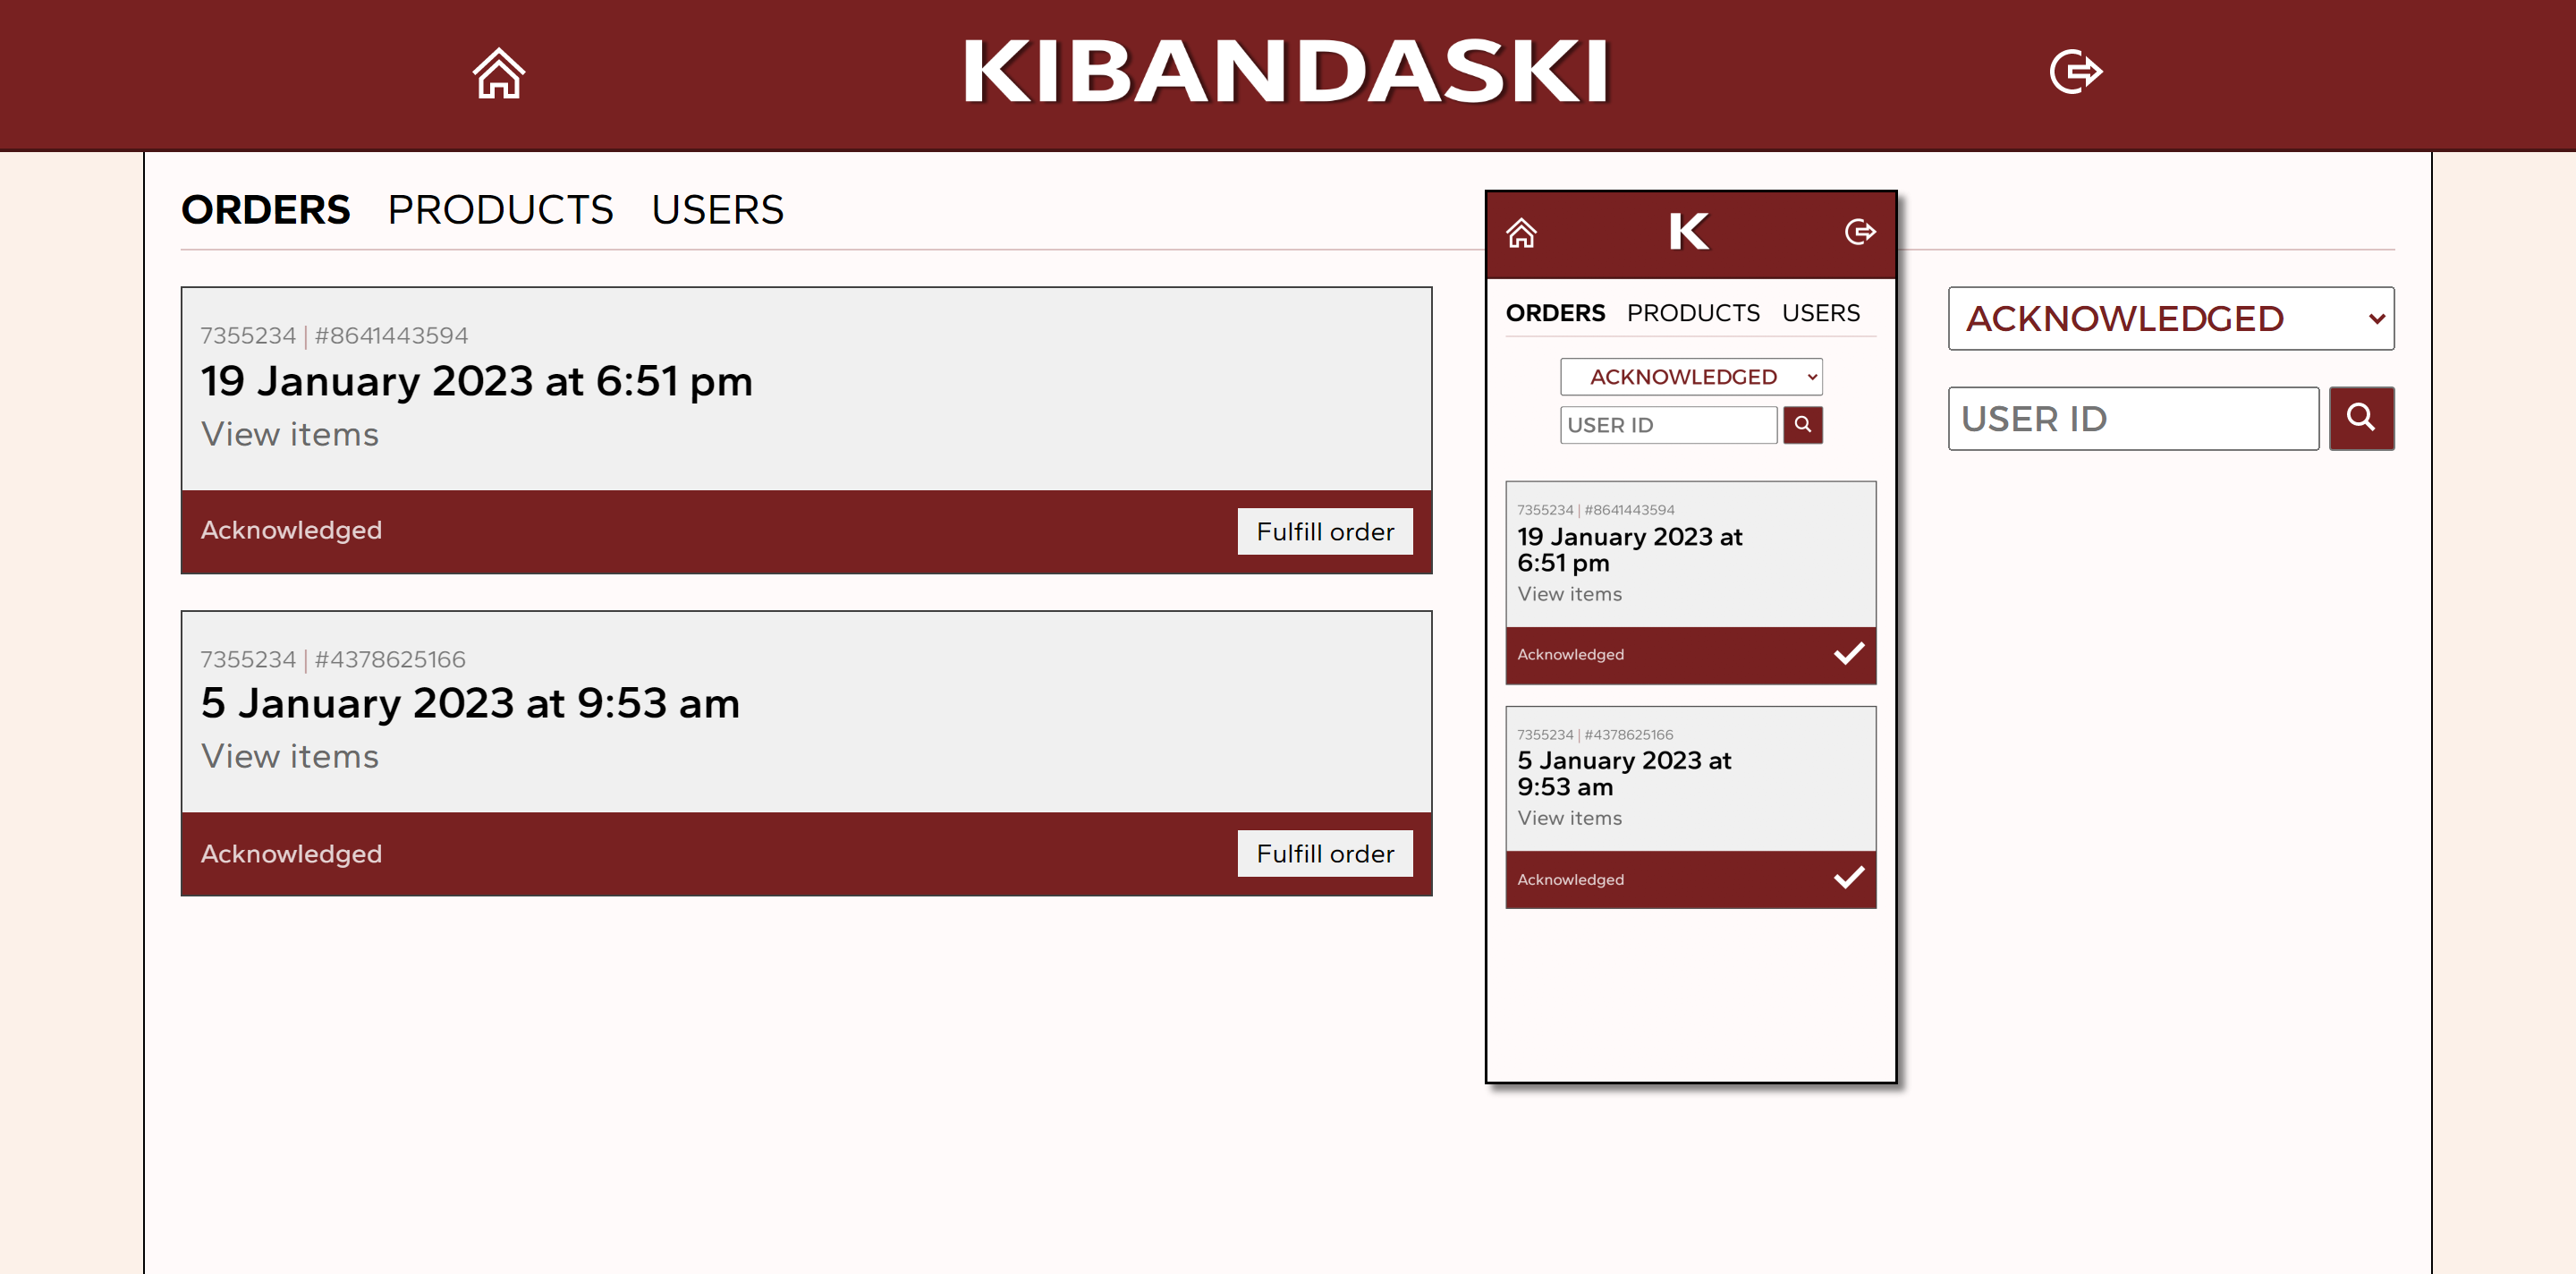 KIBANDASKI
ORDERS PRODUCTS USERS
7355234 | #8641443594
19 January 2023 at 6:51 pm
View items
Acknowledged
Fulfill order
7355234 | #4378625166
5 January 2023 at 9:53 am
View items
Acknowledged
Fulfill order
K
ORDERS PRODUCTS USERS
ACKNOWLEDGED
USER ID
7355234 | #8641443594
19 January 2023 at
6:51 pm
View items
Acknowledged
7355234 | #4378625166
5 January 2023 at
9:53 am
View items
Acknowledged
ACKNOWLEDGED
USER ID